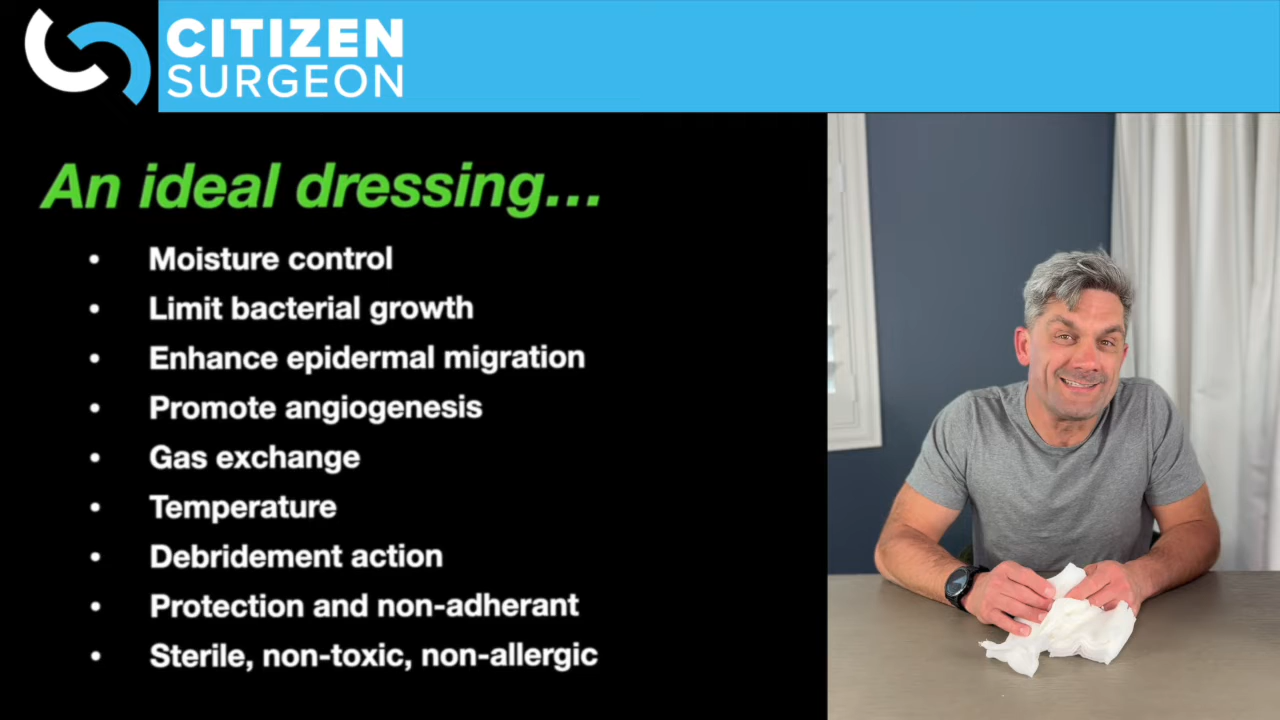 CITIZEN
SURGEON
An ideal dressing...
• Moisture control
• Limit bacterial growth
• Enhance epidermal migration
• Promote angiogenesis
• Gas exchange
• Temperature
• Debridement action
• Protection and non-adherant
• Sterile, non-toxic, non-allergic